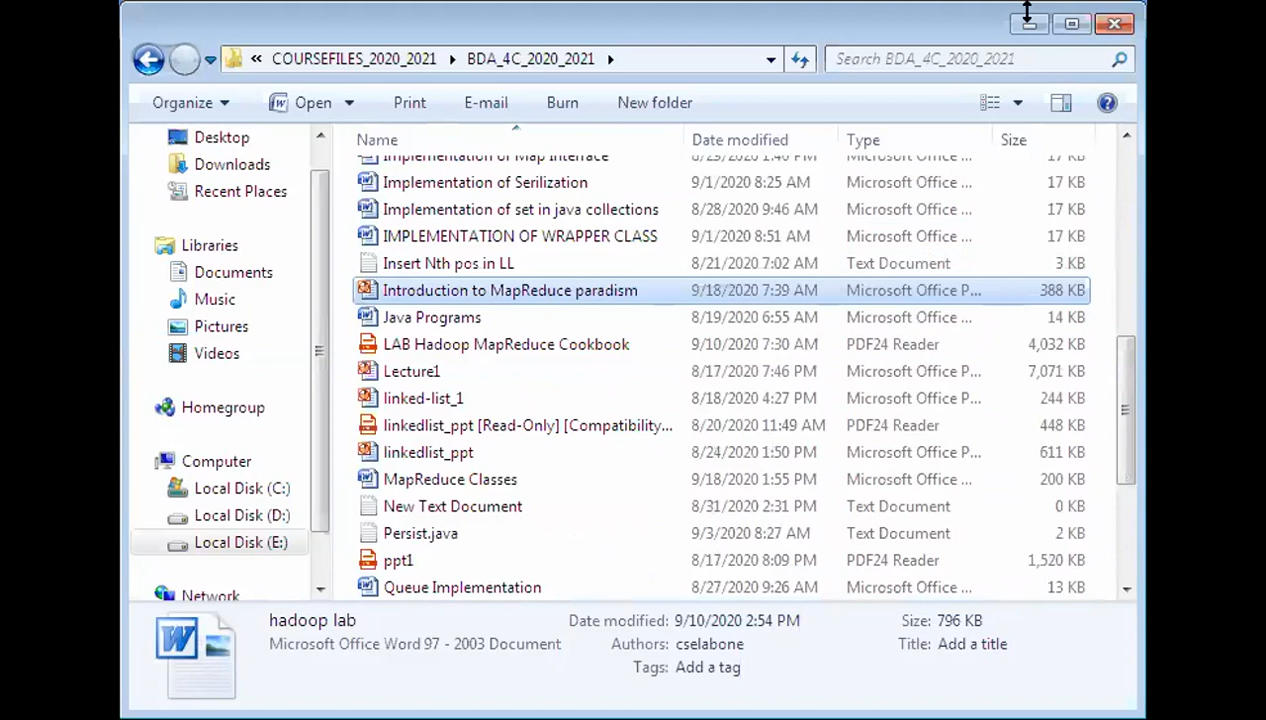 « COURSEFILES_2020_2021 ▸ BDA_4C_2020_2021 ▸
Search BDA_4C_2020_2021
Organize Open Print E-mail Burn New folder
Desktop
Downloads
Recent Places
Libraries
Documents
Music
Pictures
Videos
Homegroup
Computer
Local Disk (C:)
Local Disk (D:)
Local Disk (E:)
Network
Name Date modified Type Size
Implementation of Map Interface 8/25/2020 1:40 PM Microsoft Office ... 17 KB
Implementation of Serilization 9/1/2020 8:25 AM Microsoft Office ... 17 KB
Implementation of set in java collections 8/28/2020 9:46 AM Microsoft Office ... 17 KB
IMPLEMENTATION OF WRAPPER CLASS 9/1/2020 8:51 AM Microsoft Office ... 17 KB
Insert Nth pos in LL 8/21/2020 7:02 AM Text Document 3 KB
Introduction to MapReduce paradism 9/18/2020 7:39 AM Microsoft Office P... 388 KB
Java Programs 8/19/2020 6:55 AM Microsoft Office ... 14 KB
LAB Hadoop MapReduce Cookbook 9/10/2020 7:30 AM PDF24 Reader 4,032 KB
Lecture1 8/17/2020 7:46 PM Microsoft Office P... 7,071 KB
linked-list_1 8/18/2020 4:27 PM Microsoft Office P... 244 KB
linkedlist_ppt [Read-Only] [Compatibility... 8/20/2020 11:49 AM PDF24 Reader 448 KB
linkedlist_ppt 8/24/2020 1:50 PM Microsoft Office P... 611 KB
MapReduce Classes 9/18/2020 1:55 PM Microsoft Office ... 200 KB
New Text Document 8/31/2020 2:31 PM Text Document 0 KB
Persist.java 9/3/2020 8:27 AM Text Document 2 KB
ppt1 8/17/2020 8:09 PM PDF24 Reader 1,520 KB
Queue Implementation 8/27/2020 9:26 AM Microsoft Office ... 13 KB
hadoop lab Date modified: 9/10/2020 2:54 PM Size: 796 KB
Microsoft Office Word 97 - 2003 Document Authors: cselabone Title: Add a title
Tags: Add a tag